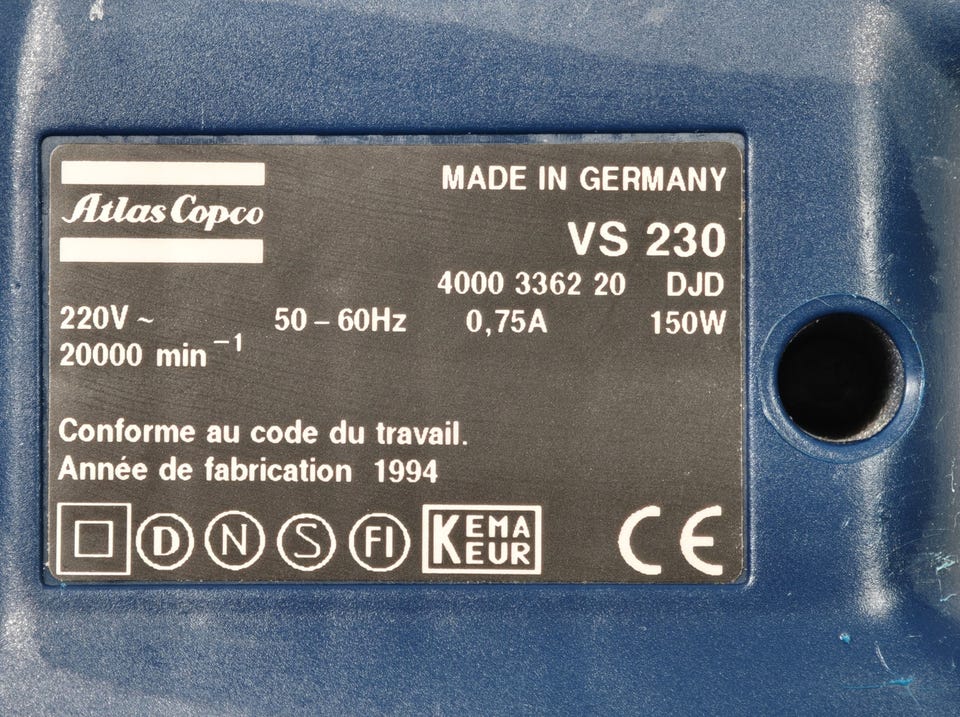 Atlas Copco
MADE IN GERMANY
VS 230
4000 3362 20 DJD
220V ~ 50 – 60Hz 0,75A 150W
20000 min⁻¹
Conforme au code du travail.
Année de fabrication 1994
D N S FI KEMA KEUR CE